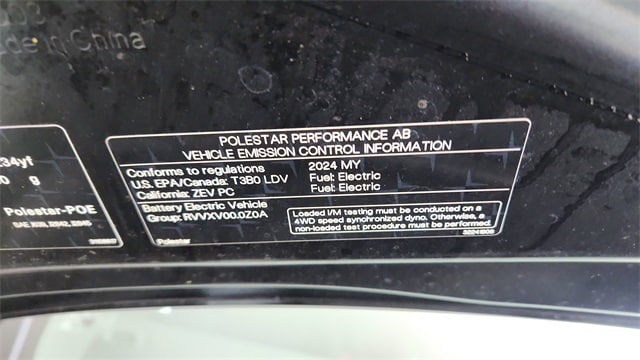 de in China
34yf
0 g
Polestar-POE
POLESTAR PERFORMANCE AB
VEHICLE EMISSION CONTROL INFORMATION
Conforms to regulations 2024 MY
U.S. EPA/Canada: T3B0 LDV Fuel: Electric
California: ZEV PC Fuel: Electric
Battery Electric Vehicle
Group: RVVXV00.0Z0A
Loaded I/M testing must be conducted on a
4WD speed synchronized dyno. Otherwise, a
non-loaded test procedure must be performed.
Polestar